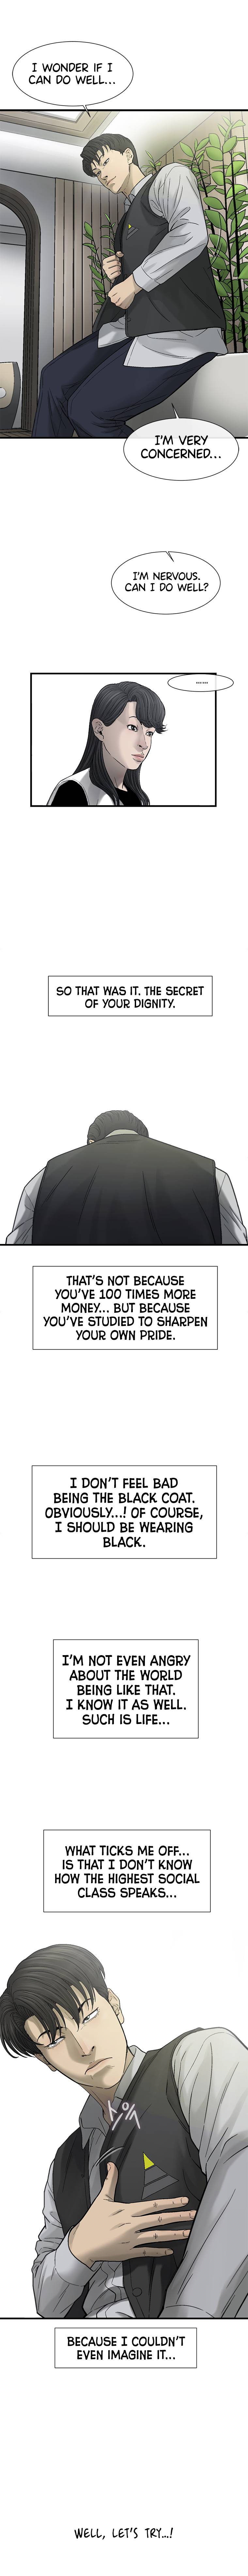 I WONDER IF I
CAN DO WELL...
I'M VERY
CONCERNED...
I'M NERVOUS.
CAN I DO WELL?
......
SO THAT WAS IT. THE SECRET
OF YOUR DIGNITY.
THAT'S NOT BECAUSE
YOU'VE 100 TIMES MORE
MONEY... BUT BECAUSE
YOU'VE STUDIED TO SHARPEN
YOUR OWN PRIDE.
I DON'T FEEL BAD
BEING THE BLACK COAT.
OBVIOUSLY...! OF COURSE,
I SHOULD BE WEARING
BLACK.
I'M NOT EVEN ANGRY
ABOUT THE WORLD
BEING LIKE THAT.
I KNOW IT AS WELL.
SUCH IS LIFE...
WHAT TICKS ME OFF...
IS THAT I DON'T KNOW
HOW THE HIGHEST SOCIAL
CLASS SPEAKS...
BECAUSE I COULDN'T
EVEN IMAGINE IT...
WELL, LET'S TRY...!